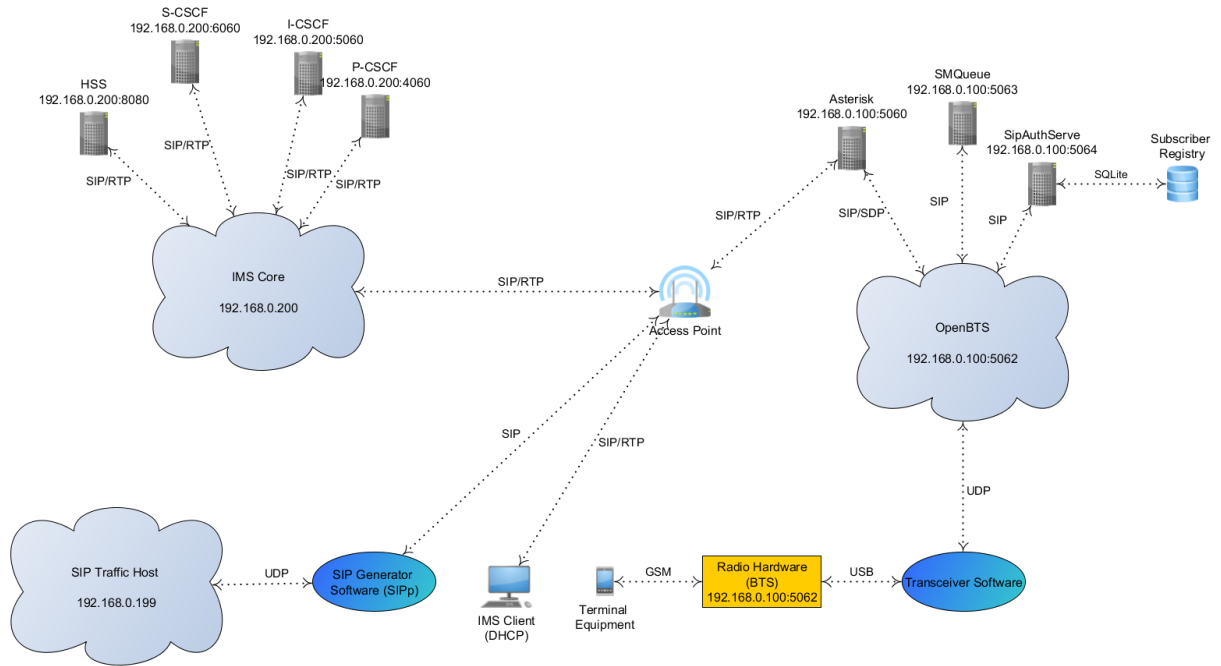 S-CSCF
192.168.0.200:6060
I-CSCF
192.168.0.200:5060
P-CSCF
192.168.0.200:4060
HSS
192.168.0.200:8080
SIP/RTP
SIP/RTP
SIP/RTP
SIP/RTP
IMS Core
192.168.0.200
SIP/RTP
Access Point
SIP/RTP
Asterisk
192.168.0.100:5060
SMQueue
192.168.0.100:5063
SipAuthServe
192.168.0.100:5064
Subscriber
Registry
SQLite
SIP/SDP
SIP
SIP
OpenBTS
192.168.0.100:5062
SIP
SIP/RTP
UDP
SIP Traffic Host
192.168.0.199
UDP
SIP Generator
Software (SIPp)
IMS Client
(DHCP)
Terminal
Equipment
GSM
Radio Hardware
(BTS)
192.168.0.100:5062
USB
Transceiver Software